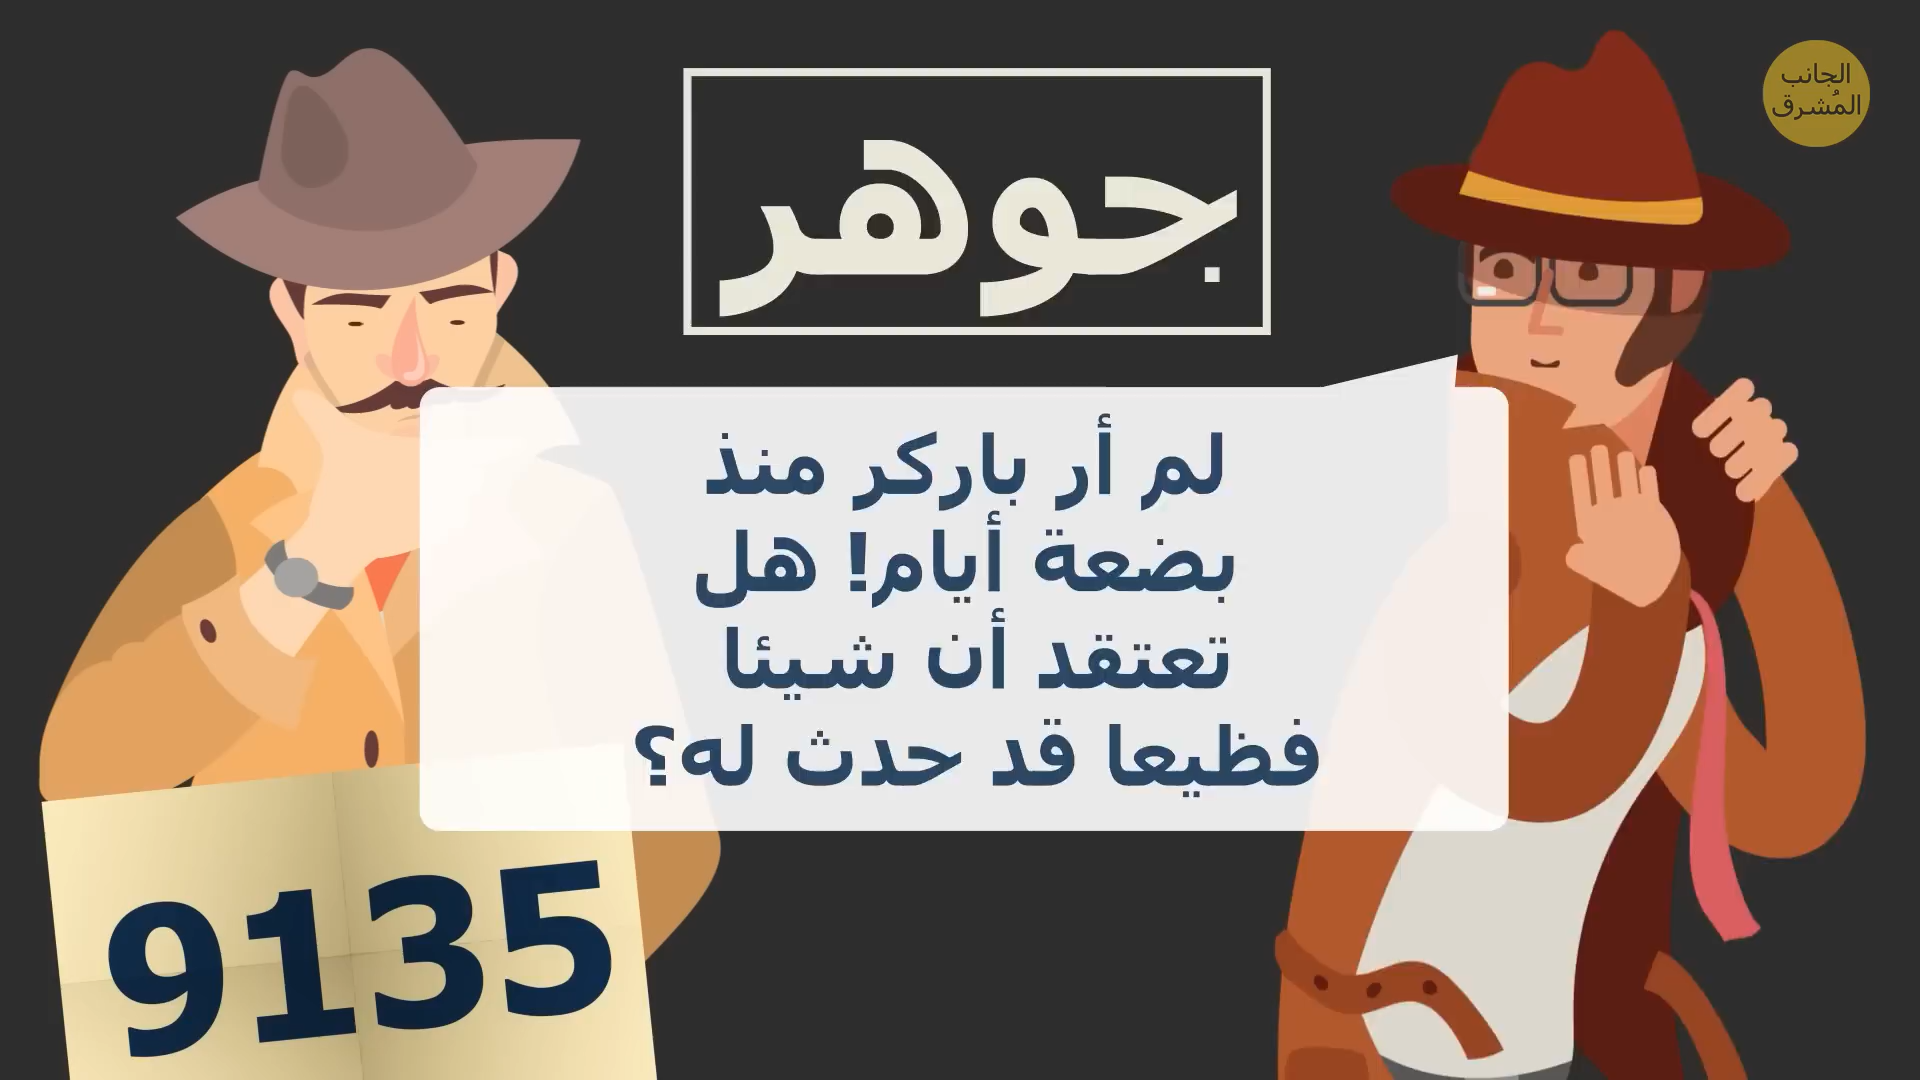 الجانب
المُشرق
جوهر
لم أر باركر منذ
بضعة أيام! هل
تعتقد أن شيئا
فظيعا قد حدث له؟
9135